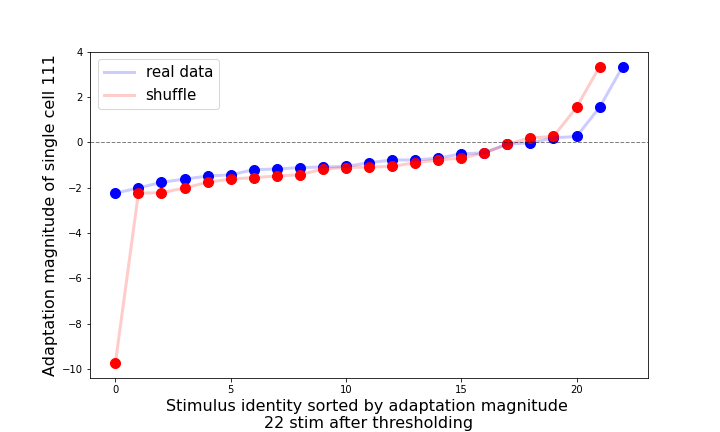 real data
shuffle
4
2
0
−2
−4
−6
−8
−10
0
5
10
15
20
Adaptation magnitude of single cell 111
Stimulus identity sorted by adaptation magnitude
22 stim after thresholding